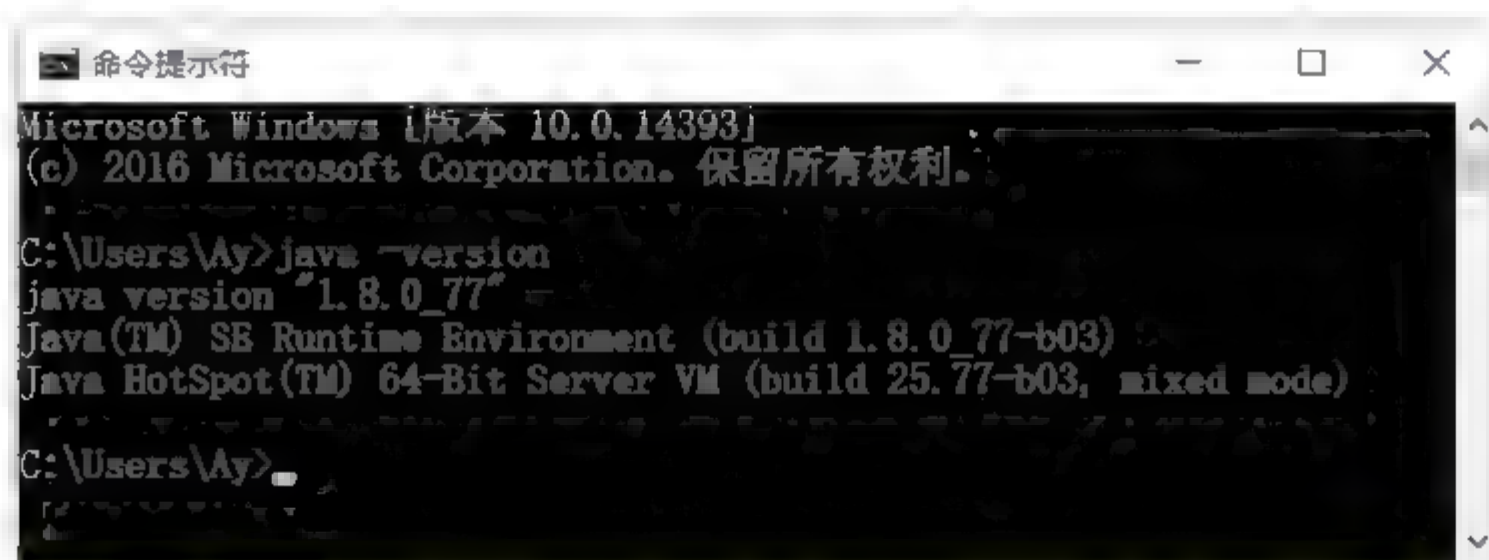 命令提示符
Microsoft Windows [版本 10.0.14393]
(c) 2016 Microsoft Corporation。保留所有权利。
C:\Users\Ay>java -version
java version "1.8.0_77"
Java(TM) SE Runtime Environment (build 1.8.0_77-b03)
Java HotSpot(TM) 64-Bit Server VM (build 25.77-b03, mixed mode)
C:\Users\Ay>